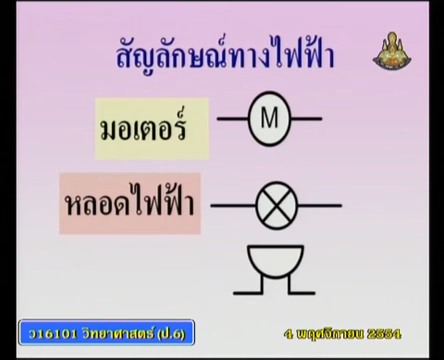 สัญลักษณ์ทางไฟฟ้า
มอเตอร์
M
หลอดไฟฟ้า
ว16101 วิทยาศาสตร์ (ป.6)
4 พฤศจิกายน 2554